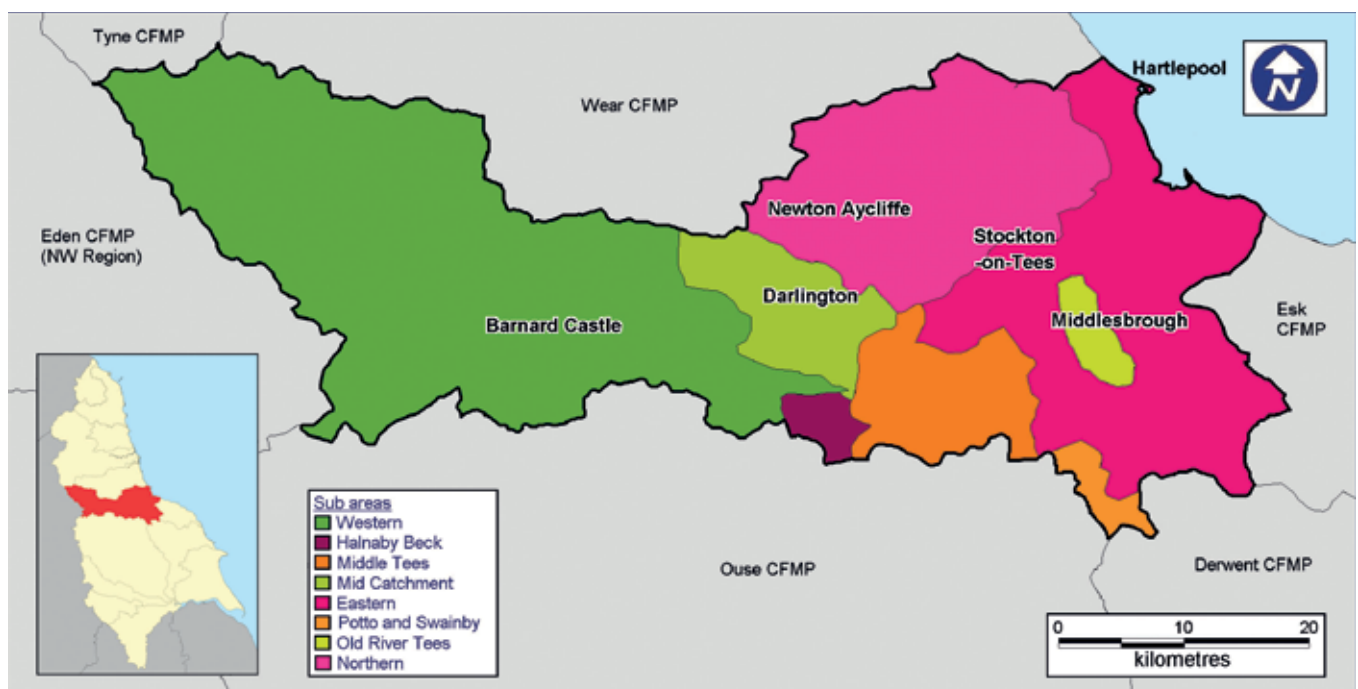 Tyne CFMP
Hartlepool
N
Wear CFMP
Newton Aycliffe
Eden CFMP
(NW Region)
Stockton
-on-Tees
Darlington
Esk
CFMP
Barnard Castle
Middlesbrough
Sub areas
Western
Halnaby Beck
Middle Tees
Mid Catchment
Eastern
Potto and Swainby
Old River Tees
Northern
Ouse CFMP
Derwent CFMP
0 10 20
kilometres